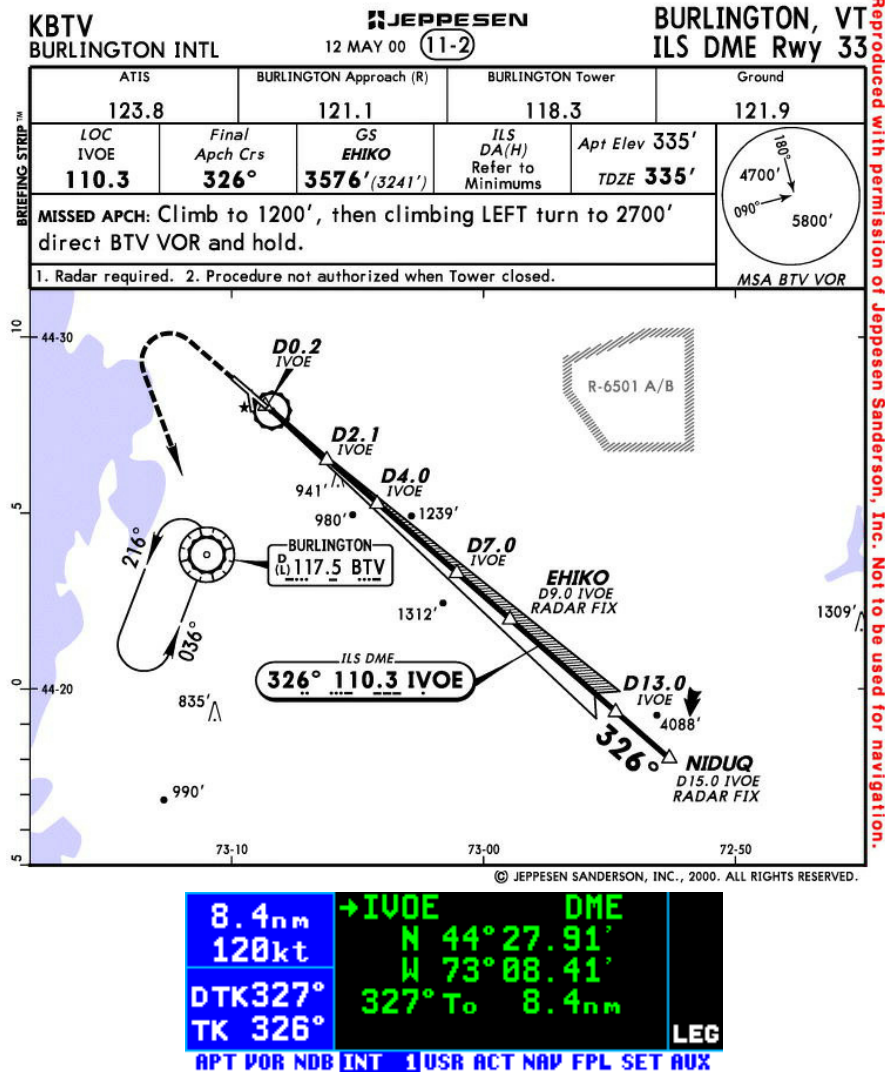 KBTV
BURLINGTON INTL
JEPPESEN
12 MAY 00
11-2
BURLINGTON, VT
ILS DME Rwy 33
ATIS
123.8
BURLINGTON Approach (R)
121.1
BURLINGTON Tower
118.3
Ground
121.9
BRIEFING STRIP™
LOC
IVOE
110.3
Final
Apch Crs
326°
GS
EHIKO
3576'(3241')
ILS
DA(H)
Refer to
Minimums
Apt Elev 335'
TDZE 335'
180°
4700'
090°
5800'
MSA BTV VOR
MISSED APCH: Climb to 1200', then climbing LEFT turn to 2700'
direct BTV VOR and hold.
1. Radar required. 2. Procedure not authorized when Tower closed.
10
44-30
D0.2
IVOE
R-6501 A/B
D2.1
IVOE
941'
D4.0
IVOE
5
980'
1239'
216°
BURLINGTON
D
(L) 117.5 BTV
D7.0
IVOE
EHIKO
D9.0 IVOE
RADAR FIX
1312'
1309'
036°
ILS DME
326° 110.3 IVOE
0
44-20
835'
D13.0
IVOE
4088'
326°
NIDUQ
D15.0 IVOE
RADAR FIX
990'
5
73-10
73-00
72-50
© JEPPESEN SANDERSON, INC., 2000. ALL RIGHTS RESERVED.
Reproduced with permission of Jeppesen Sanderson, Inc. Not to be used for navigation.
8.4nm
120kt
DTK327°
TK 326°
➔IVOE DME
N 44°27.91'
W 73°08.41'
327°To 8.4nm
LEG
APT VOR NDB INT 1 USR ACT NAV FPL SET AUX